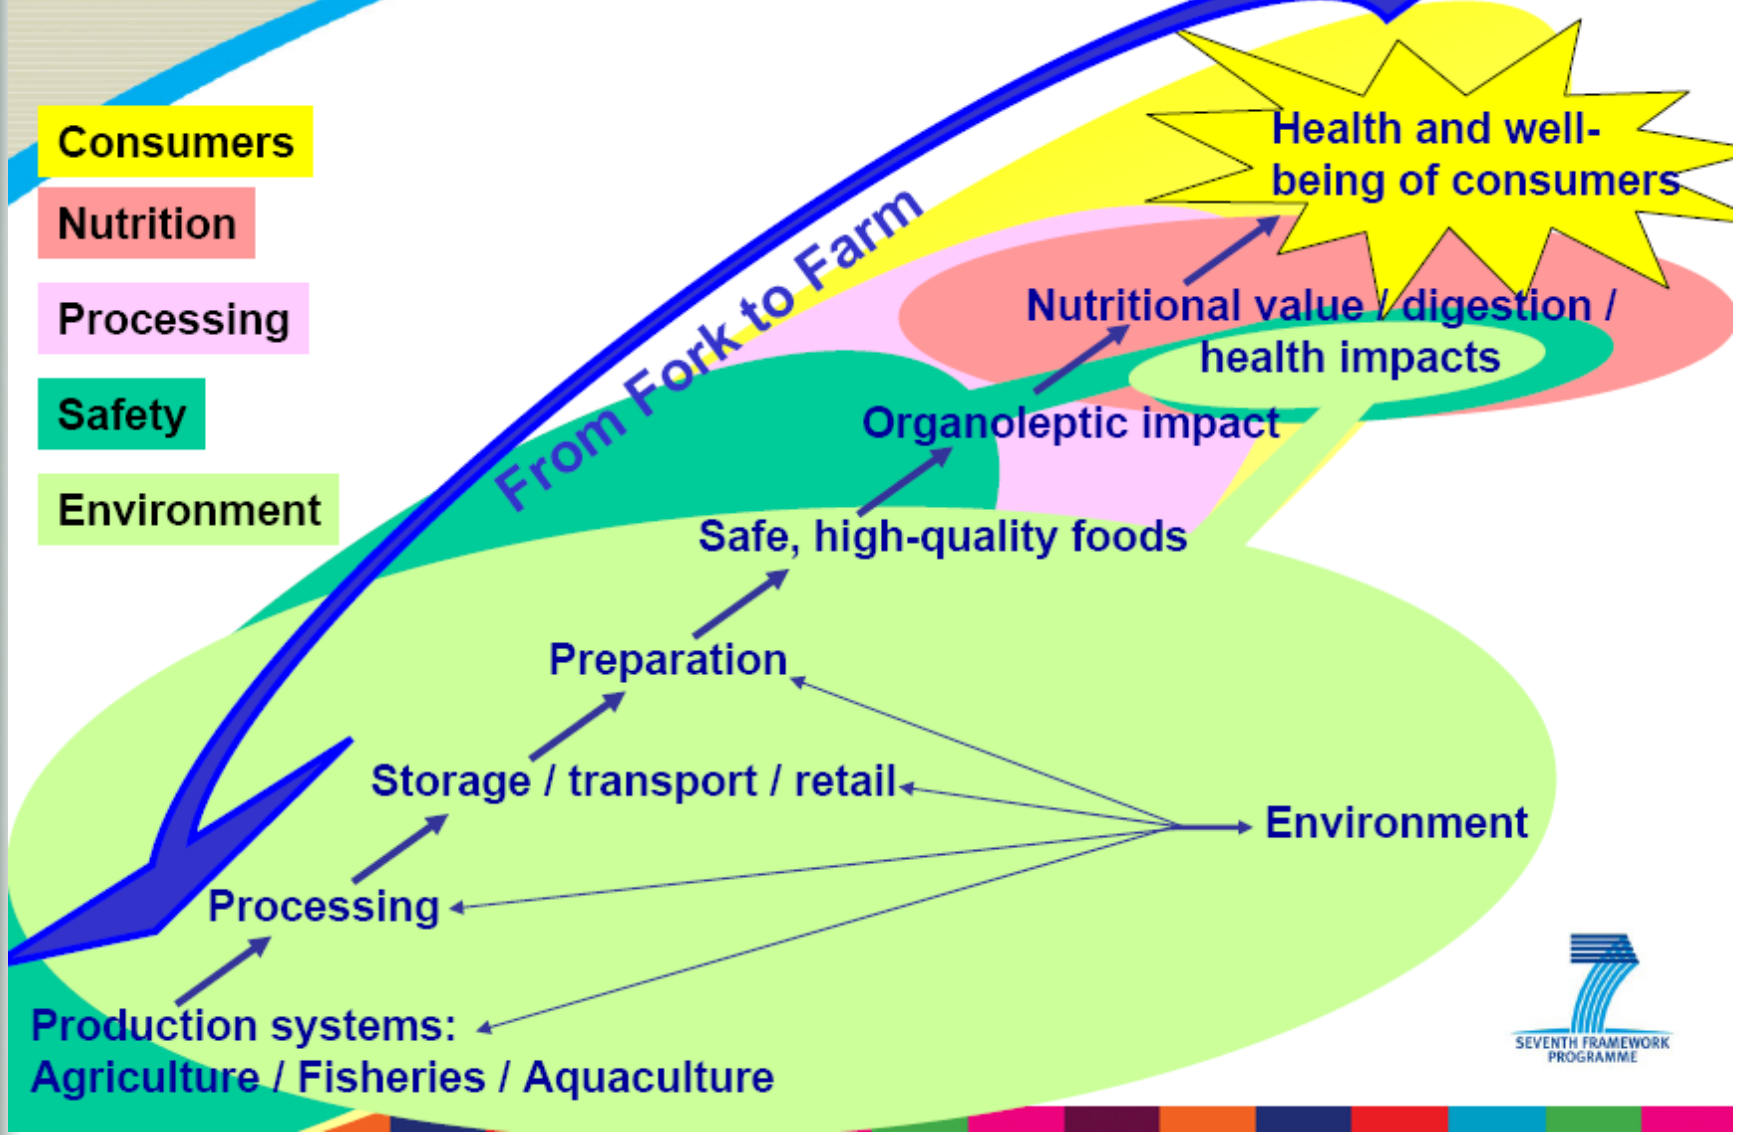 Consumers
Nutrition
Processing
Safety
Environment
From Fork to Farm
Health and well-
being of consumers
Nutritional value / digestion /
health impacts
Organoleptic impact
Safe, high-quality foods
Preparation
Storage / transport / retail
Environment
Processing
Production systems:
Agriculture / Fisheries / Aquaculture
7
SEVENTH FRAMEWORK
PROGRAMME